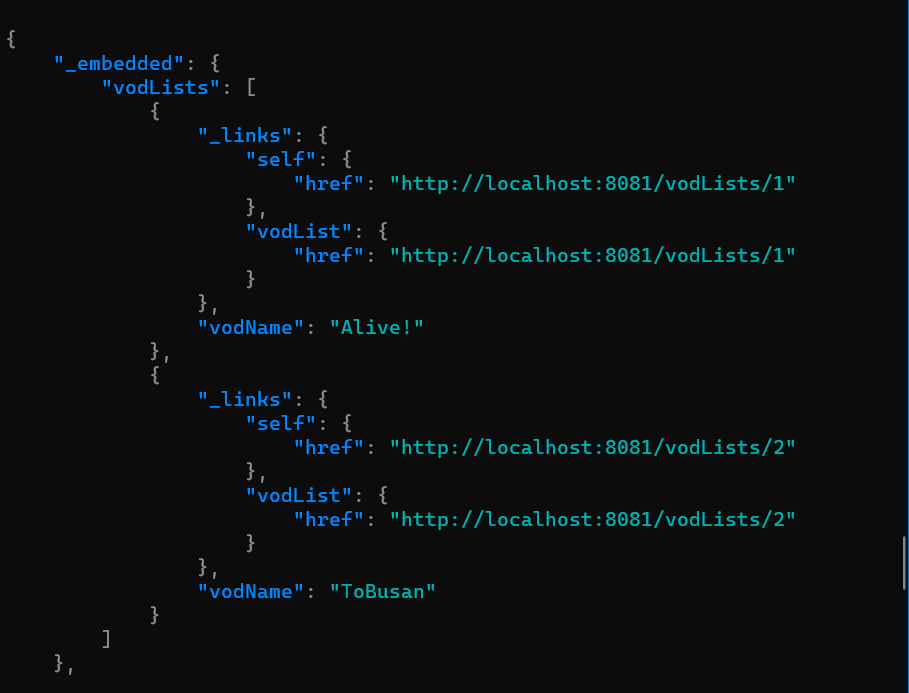 {
    "_embedded": {
        "vodLists": [
            {
                "_links": {
                    "self": {
                        "href": "http://localhost:8081/vodLists/1"
                    },
                    "vodList": {
                        "href": "http://localhost:8081/vodLists/1"
                    }
                },
                "vodName": "Alive!"
            },
            {
                "_links": {
                    "self": {
                        "href": "http://localhost:8081/vodLists/2"
                    },
                    "vodList": {
                        "href": "http://localhost:8081/vodLists/2"
                    }
                },
                "vodName": "ToBusan"
            }
        ]
    },